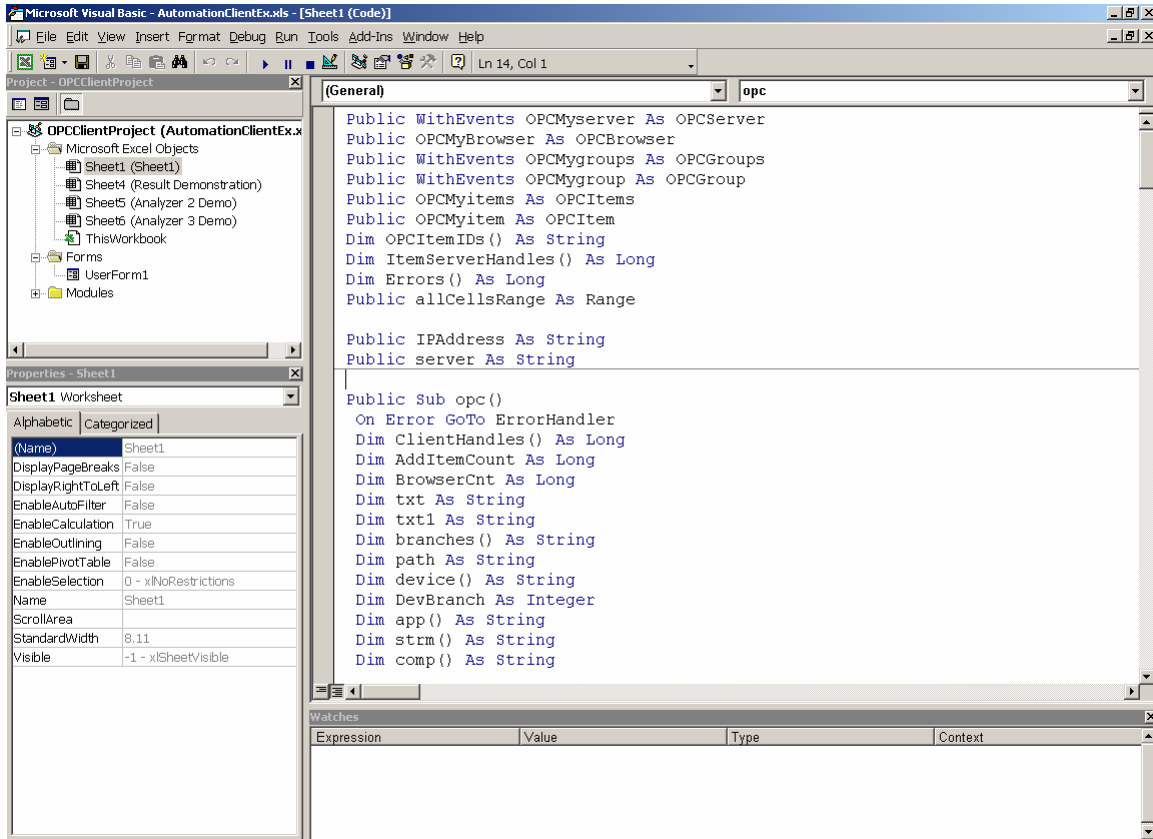 Microsoft Visual Basic - AutomationClientEx.xls - [Sheet1 (Code)]
File Edit View Insert Format Debug Run Tools Add-Ins Window Help
Ln 14, Col 1
Project - OPCClientProject
OPCClientProject (AutomationClientEx.x
Microsoft Excel Objects
Sheet1 (Sheet1)
Sheet4 (Result Demonstration)
Sheet5 (Analyzer 2 Demo)
Sheet6 (Analyzer 3 Demo)
ThisWorkbook
Forms
UserForm1
Modules
Properties - Sheet1
Sheet1 Worksheet
Alphabetic Categorized
(Name) Sheet1
DisplayPageBreaks False
DisplayRightToLeft False
EnableAutoFilter False
EnableCalculation True
EnableOutlining False
EnablePivotTable False
EnableSelection 0 - xlNoRestrictions
Name Sheet1
ScrollArea
StandardWidth 8.11
Visible -1 - xlSheetVisible
(General) opc
Public WithEvents OPCMyserver As OPCServer
Public OPCMyBrowser As OPCBrowser
Public WithEvents OPCMygroups As OPCGroups
Public WithEvents OPCMygroup As OPCGroup
Public OPCMyitems As OPCItems
Public OPCMyitem As OPCItem
Dim OPCItemIDs() As String
Dim ItemServerHandles() As Long
Dim Errors() As Long
Public allCellsRange As Range
Public IPAddress As String
Public server As String
Public Sub opc()
On Error GoTo ErrorHandler
Dim ClientHandles() As Long
Dim AddItemCount As Long
Dim BrowserCnt As Long
Dim txt As String
Dim txt1 As String
Dim branches() As String
Dim path As String
Dim device() As String
Dim DevBranch As Integer
Dim app() As String
Dim strm() As String
Dim comp() As String
Watches
Expression Value Type Context